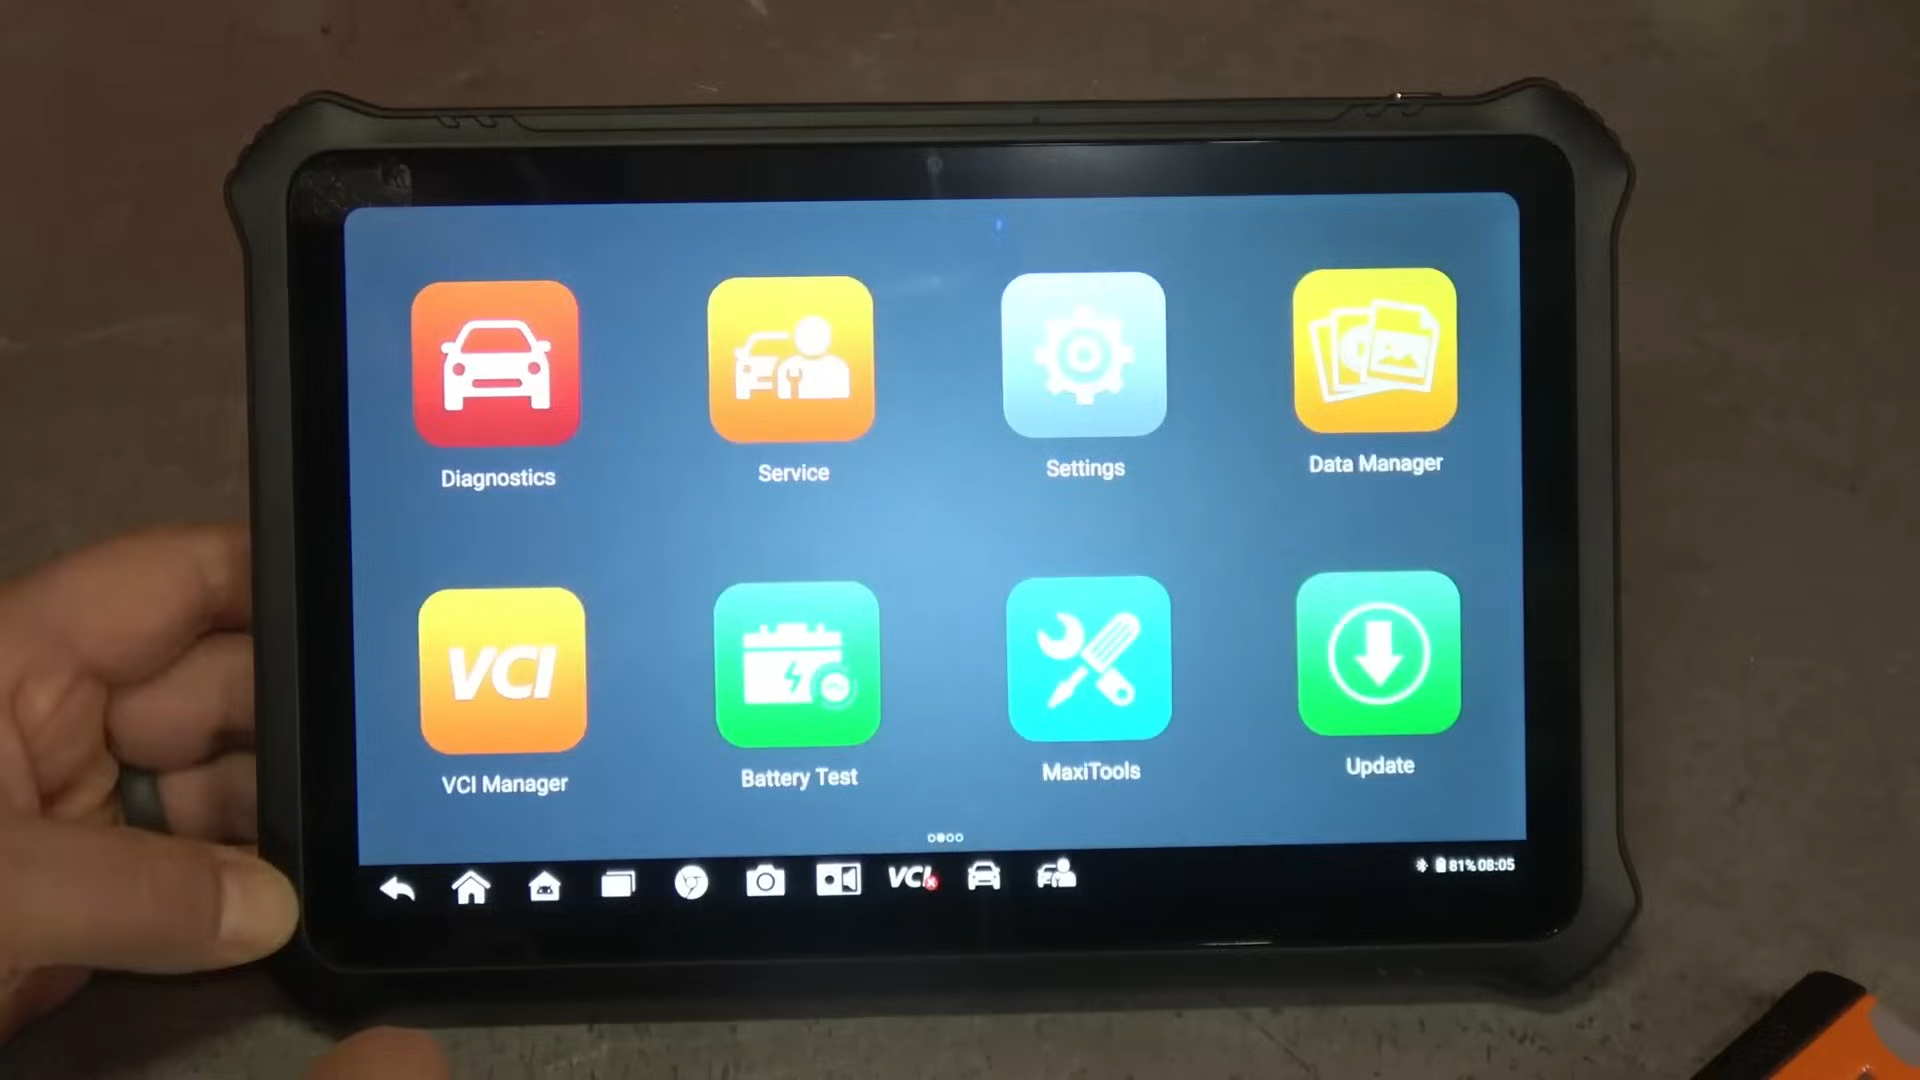 Diagnostics
Service
Settings
Data Manager
VCI
VCI Manager
Battery Test
MaxiTools
Update
VCI
81% 08:05